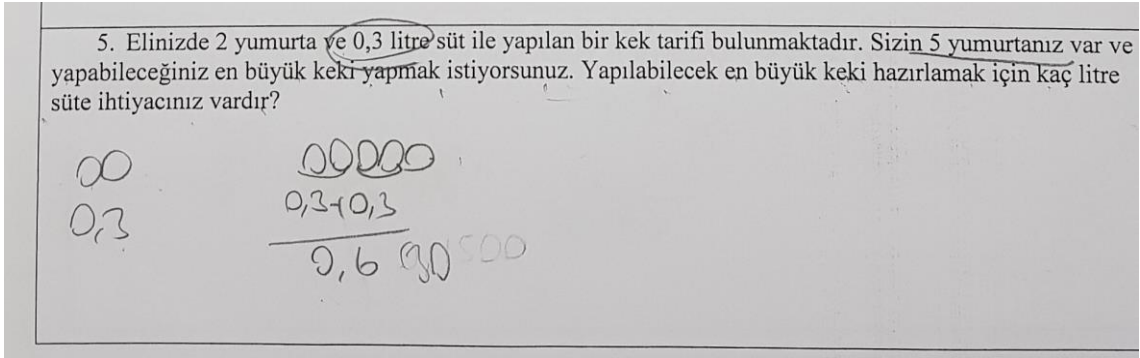 5. Elinizde 2 yumurta ve 0,3 litre süt ile yapılan bir kek tarifi bulunmaktadır. Sizin 5 yumurtanız var ve
yapabileceğiniz en büyük keki yapmak istiyorsunuz. Yapılabilecek en büyük keki hazırlamak için kaç litre
süte ihtiyacınız vardır?
00 00000
0,3 0,3+0,3
0,6